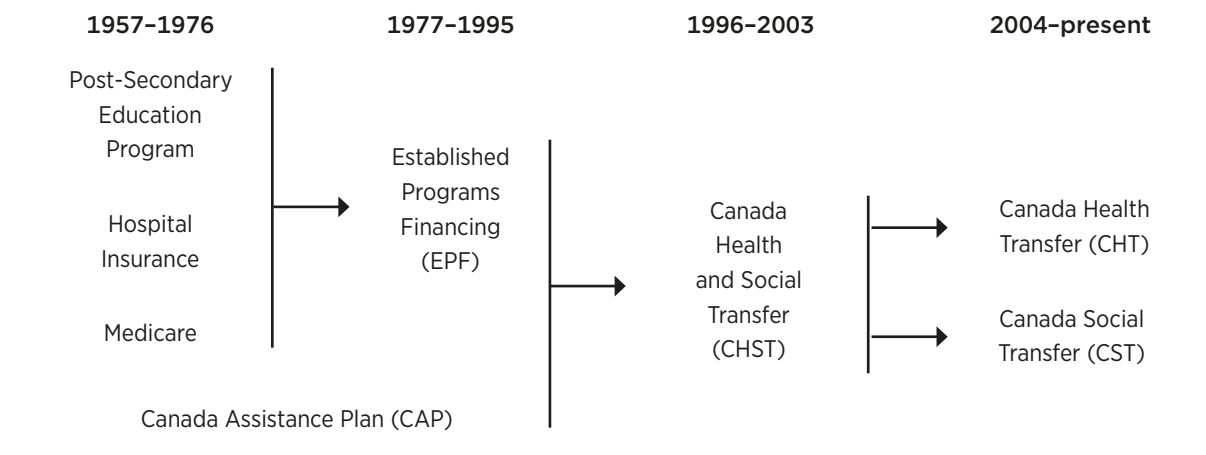 1957–1976
1977–1995
1996–2003
2004–present
Post-Secondary
Education
Program
Hospital
Insurance
Medicare
Canada Assistance Plan (CAP)
Established
Programs
Financing
(EPF)
Canada
Health
and Social
Transfer
(CHST)
Canada Health
Transfer (CHT)
Canada Social
Transfer (CST)